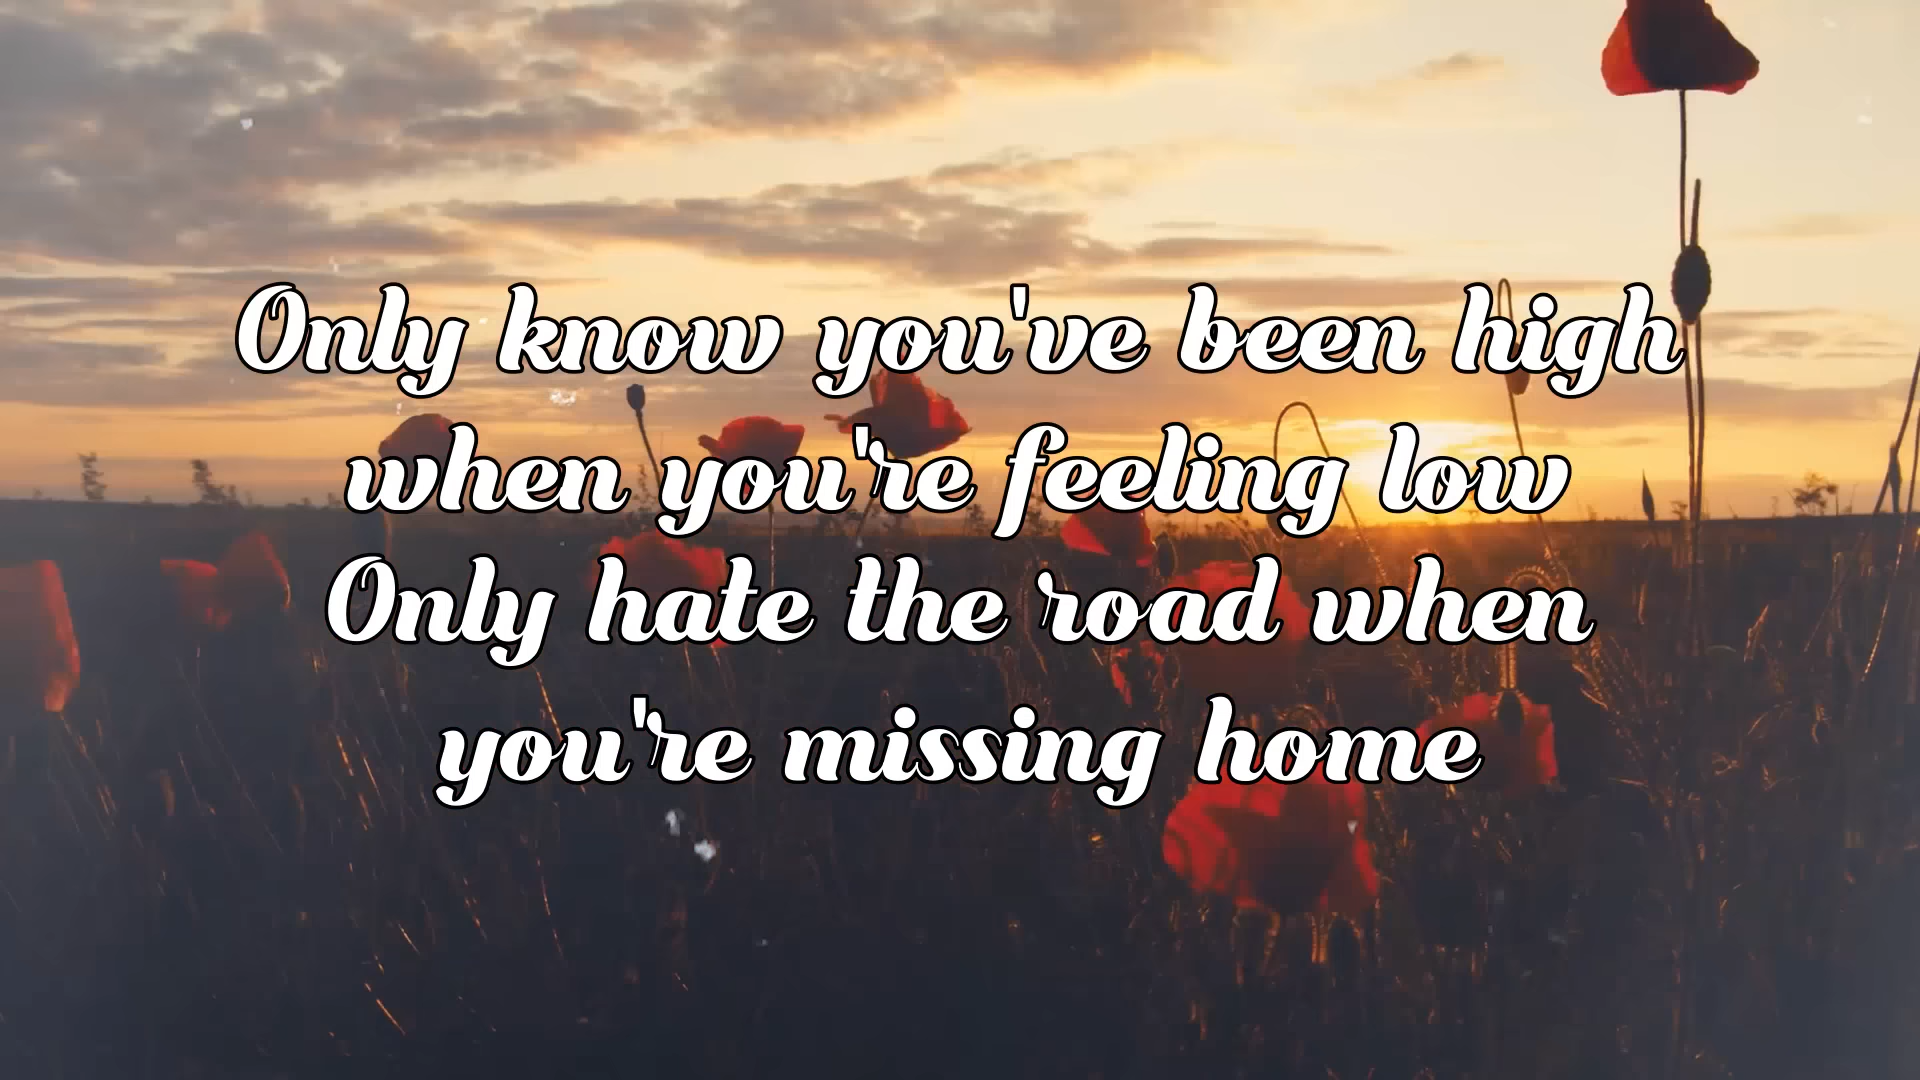 Only know you've been high
when you're feeling low
Only hate the road when
you're missing home